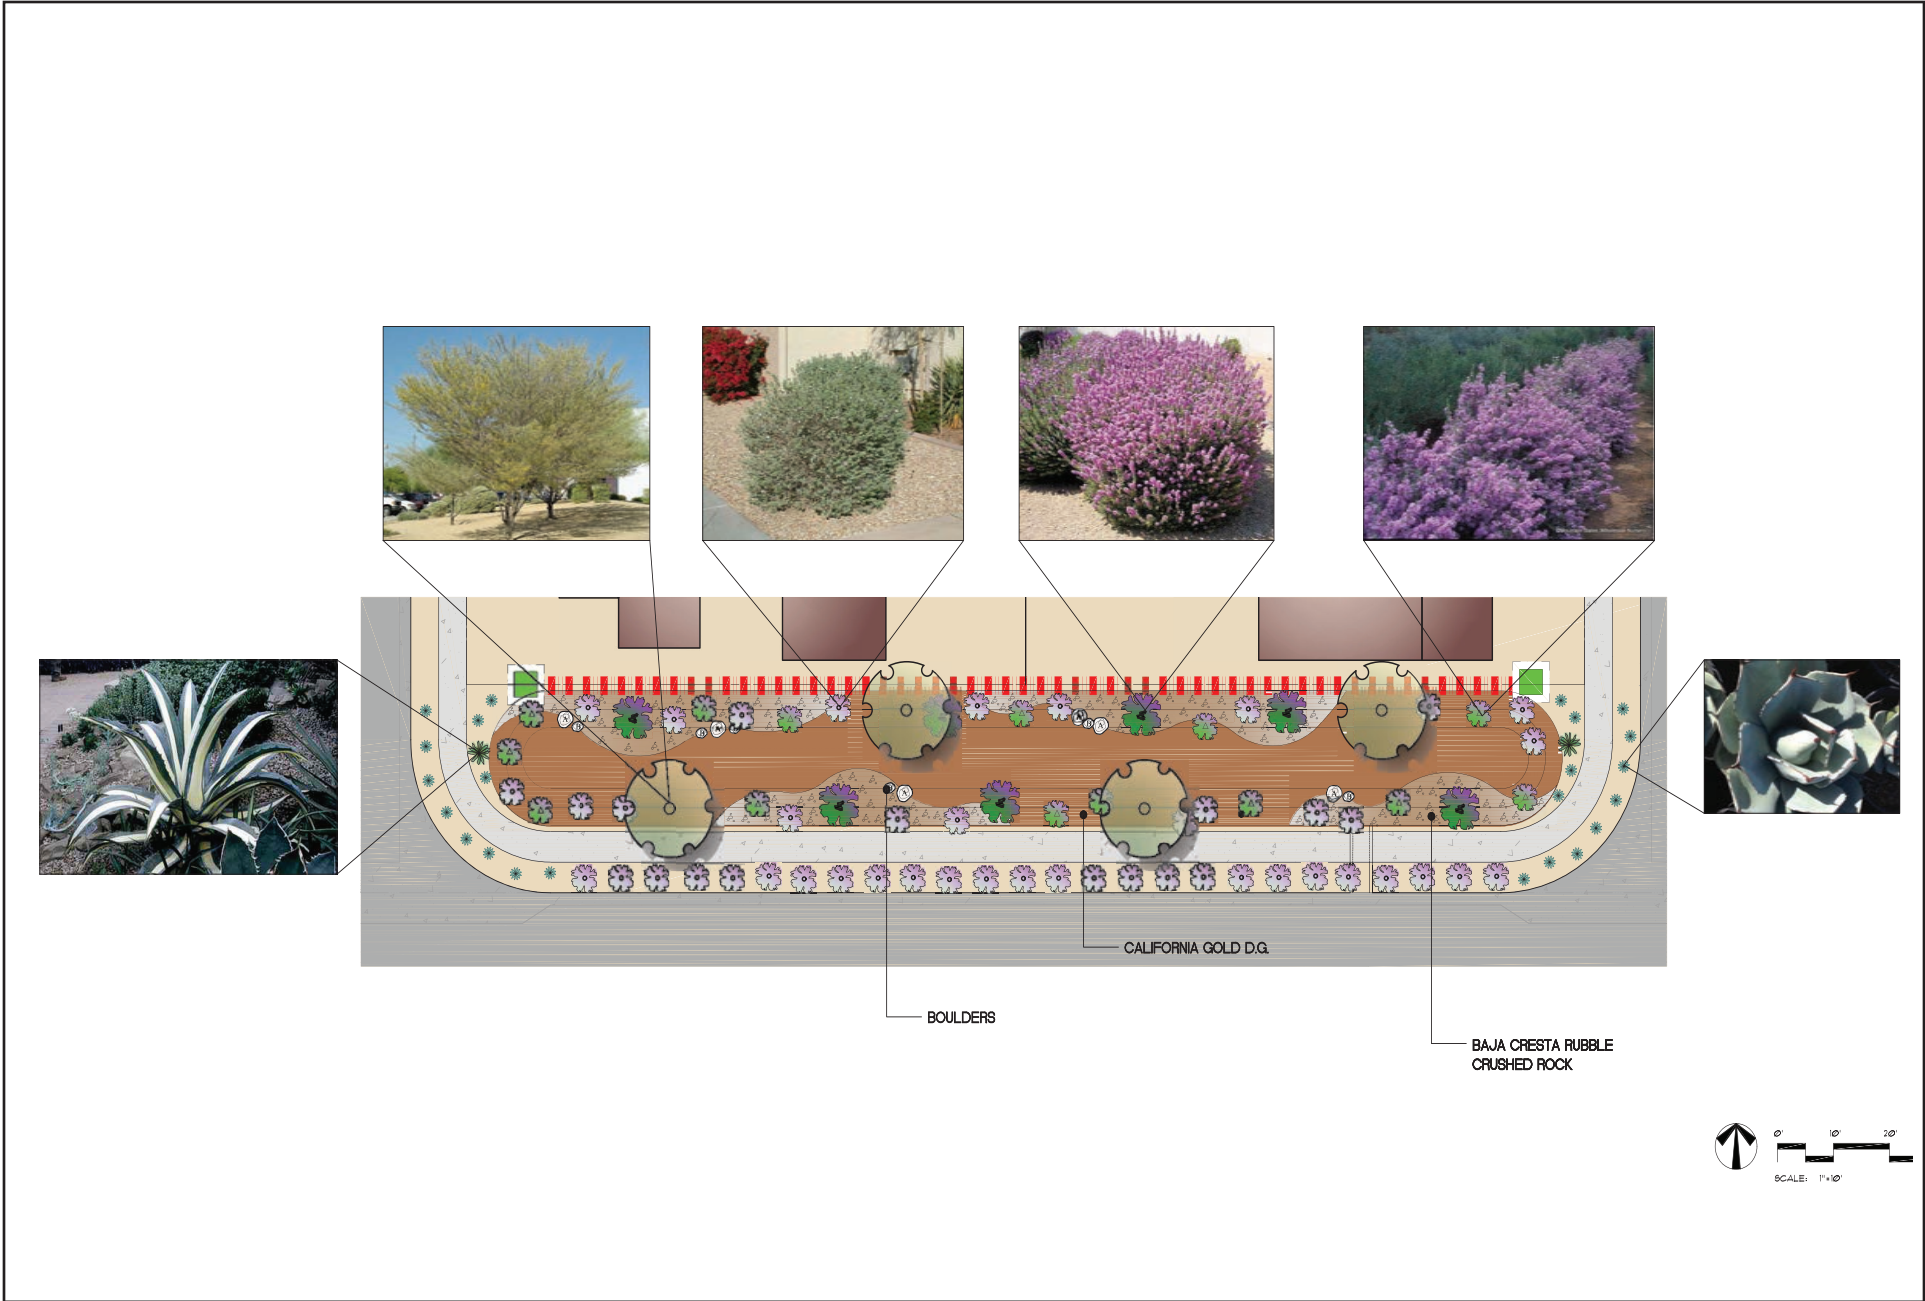 CALIFORNIA GOLD D.G.
BOULDERS
BAJA CRESTA RUBBLE
CRUSHED ROCK
0' 10' 20'
SCALE: 1"=10'